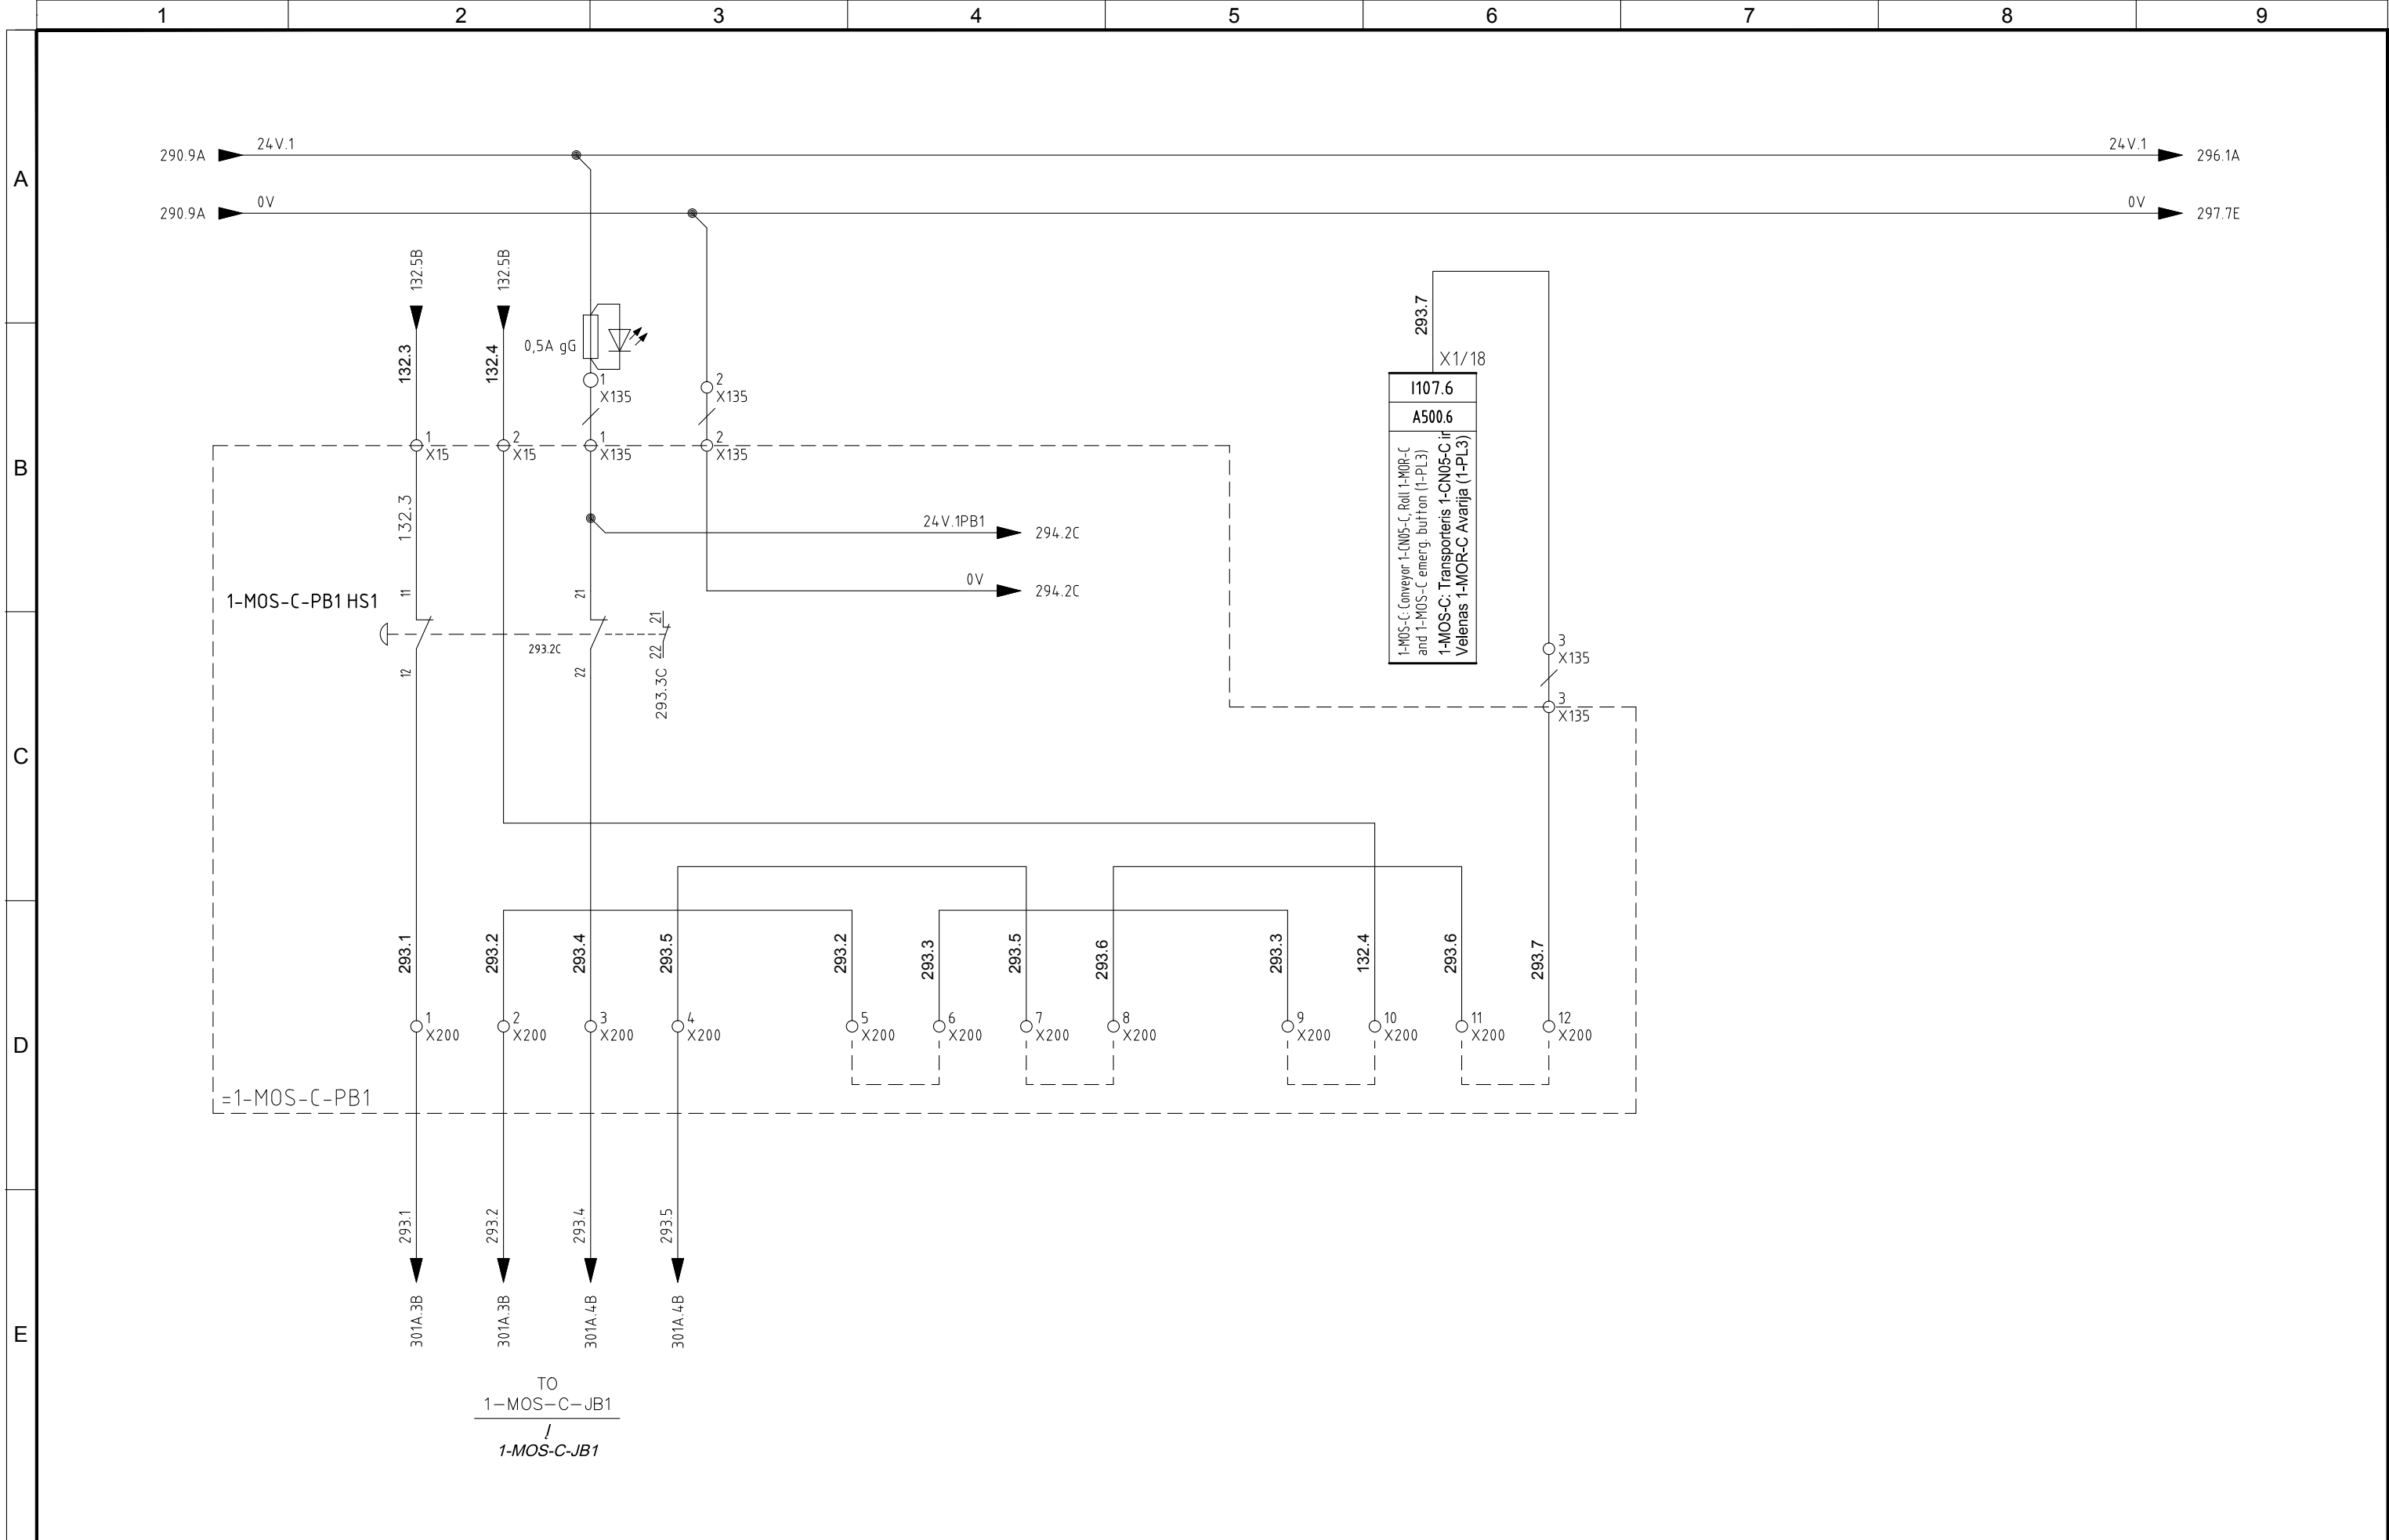 1 2 3 4 5 6 7 8 9
A
B
C
D
E
290.9A 24V.1 24V.1 296.1A
290.9A 0V 0V 297.7E
132.5B
132.5B
132.3
132.4
0,5A gG
1
X135
2
X135
293.7
X1/18
I107.6
A500.6
1-MOS-C: Conveyor 1-CN05-C, Roll 1-MOR-C
and 1-MOS-C emerg. button (1-PL3)
1-MOS-C: Transporteris 1-CN05-C ir
Velenas 1-MOR-C Avarija (1-PL3)
1
X15
2
X15
1
X135
2
X135
132.3
24V.1PB1 294.2C
0V 294.2C
1-MOS-C-PB1 HS1
11
12
293.2C
21
22
21
22
293.3C
3
X135
3
X135
293.1
293.2
293.4
293.5
293.2
293.3
293.5
293.6
293.3
132.4
293.6
293.7
1
X200
2
X200
3
X200
4
X200
5
X200
6
X200
7
X200
8
X200
9
X200
10
X200
11
X200
12
X200
=1-MOS-C-PB1
293.1
293.2
293.4
293.5
301A.3B
301A.3B
301A.4B
301A.4B
TO
1-MOS-C-JB1
Į
1-MOS-C-JB1